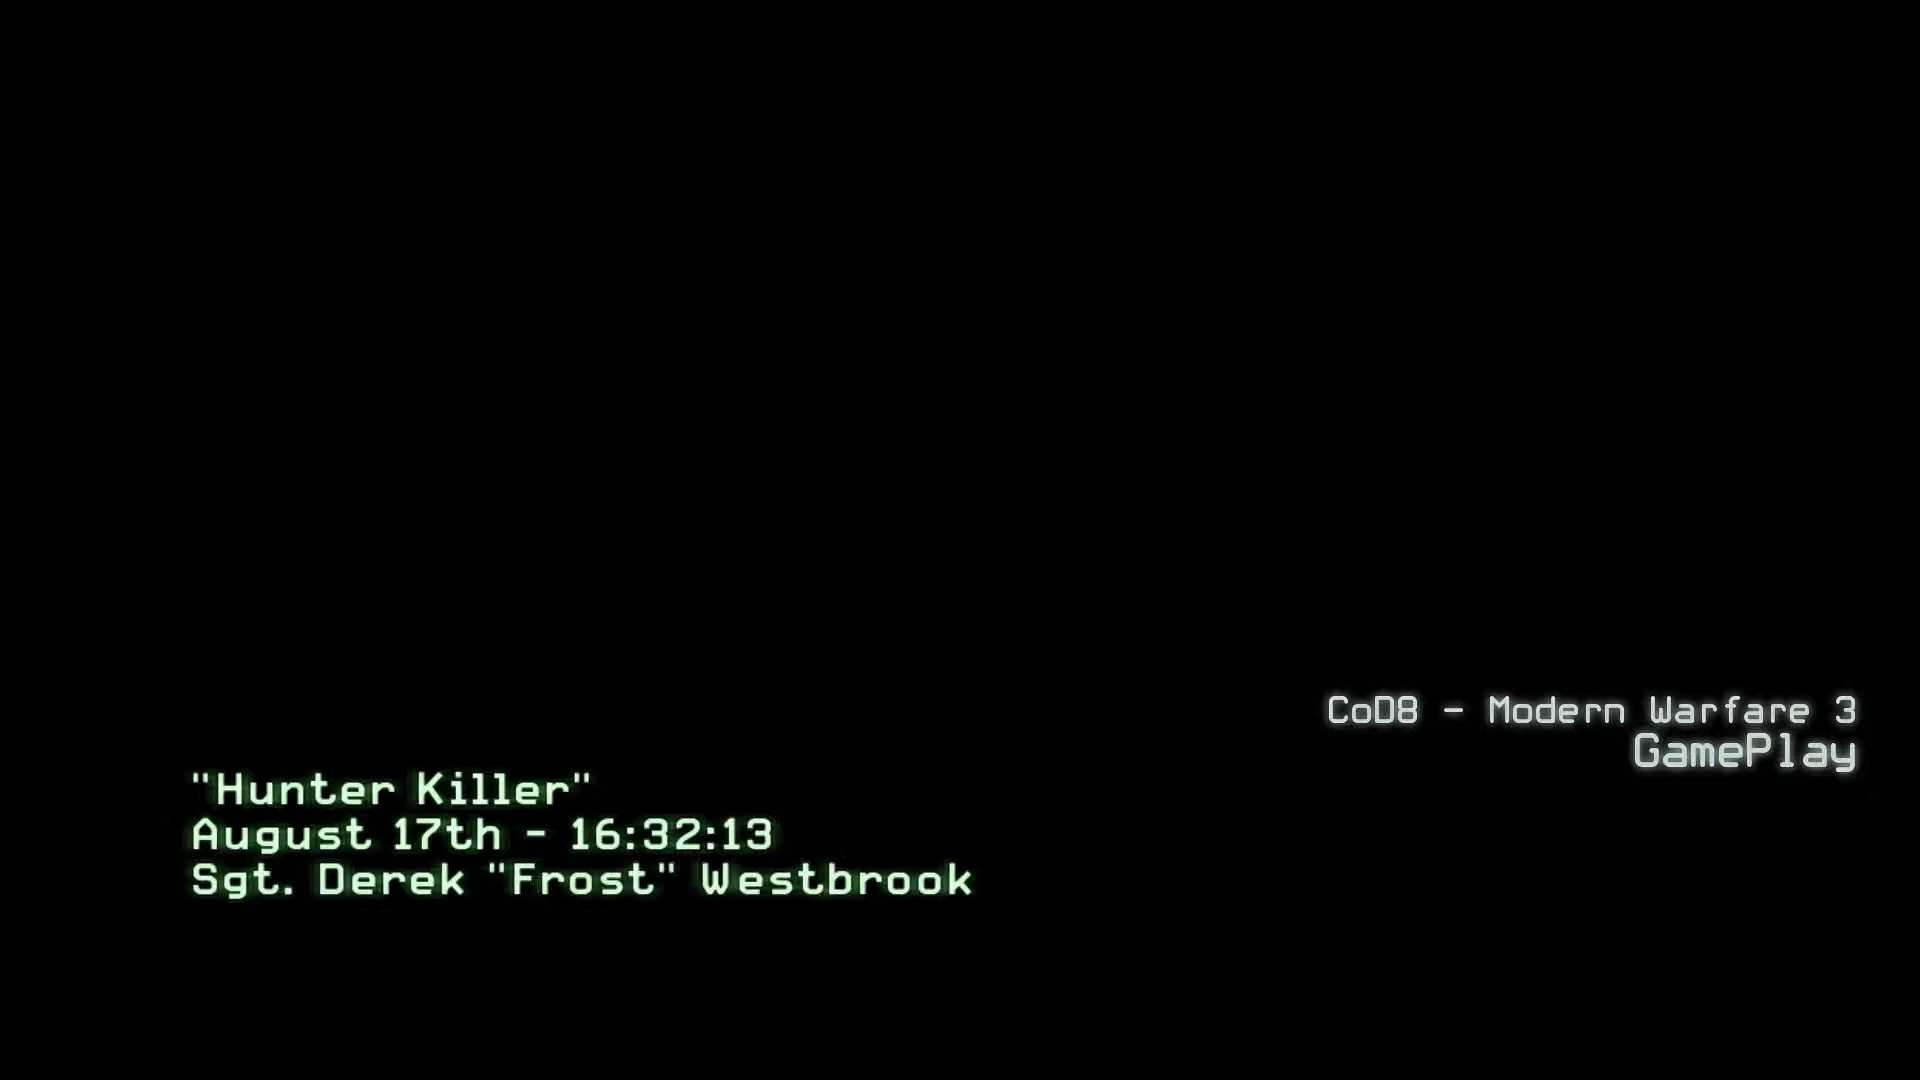 CoD8 - Modern Warfare 3
GamePlay
"Hunter Killer"
August 17th - 16:32:13
Sgt. Derek "Frost" Westbrook